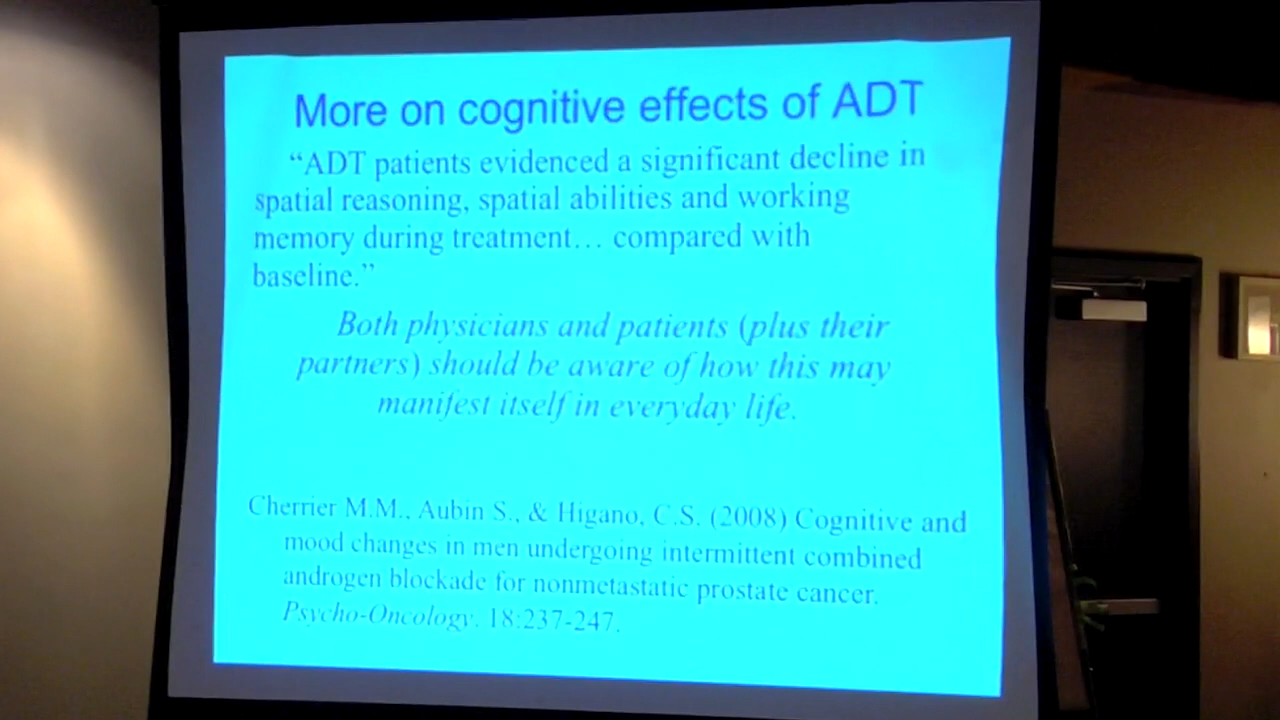 More on cognitive effects of ADT
“ADT patients evidenced a significant decline in
spatial reasoning, spatial abilities and working
memory during treatment… compared with
baseline.”
Both physicians and patients (plus their
partners) should be aware of how this may
manifest itself in everyday life.
Cherrier M.M., Aubin S., & Higano, C.S. (2008) Cognitive and
mood changes in men undergoing intermittent combined
androgen blockade for nonmetastatic prostate cancer.
Psycho-Oncology. 18:237-247.